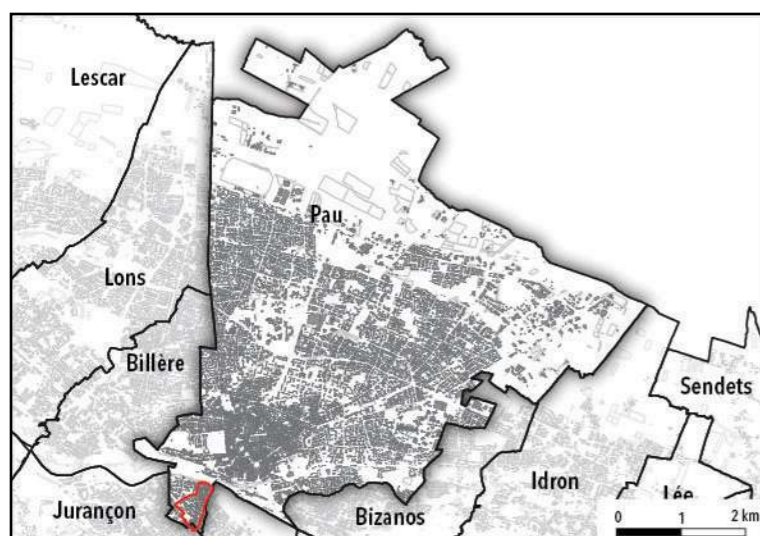 Lescar
Pau
Lons
Billère
Sendets
Idron
Lée
Jurançon
Bizanos
0 1 2 km